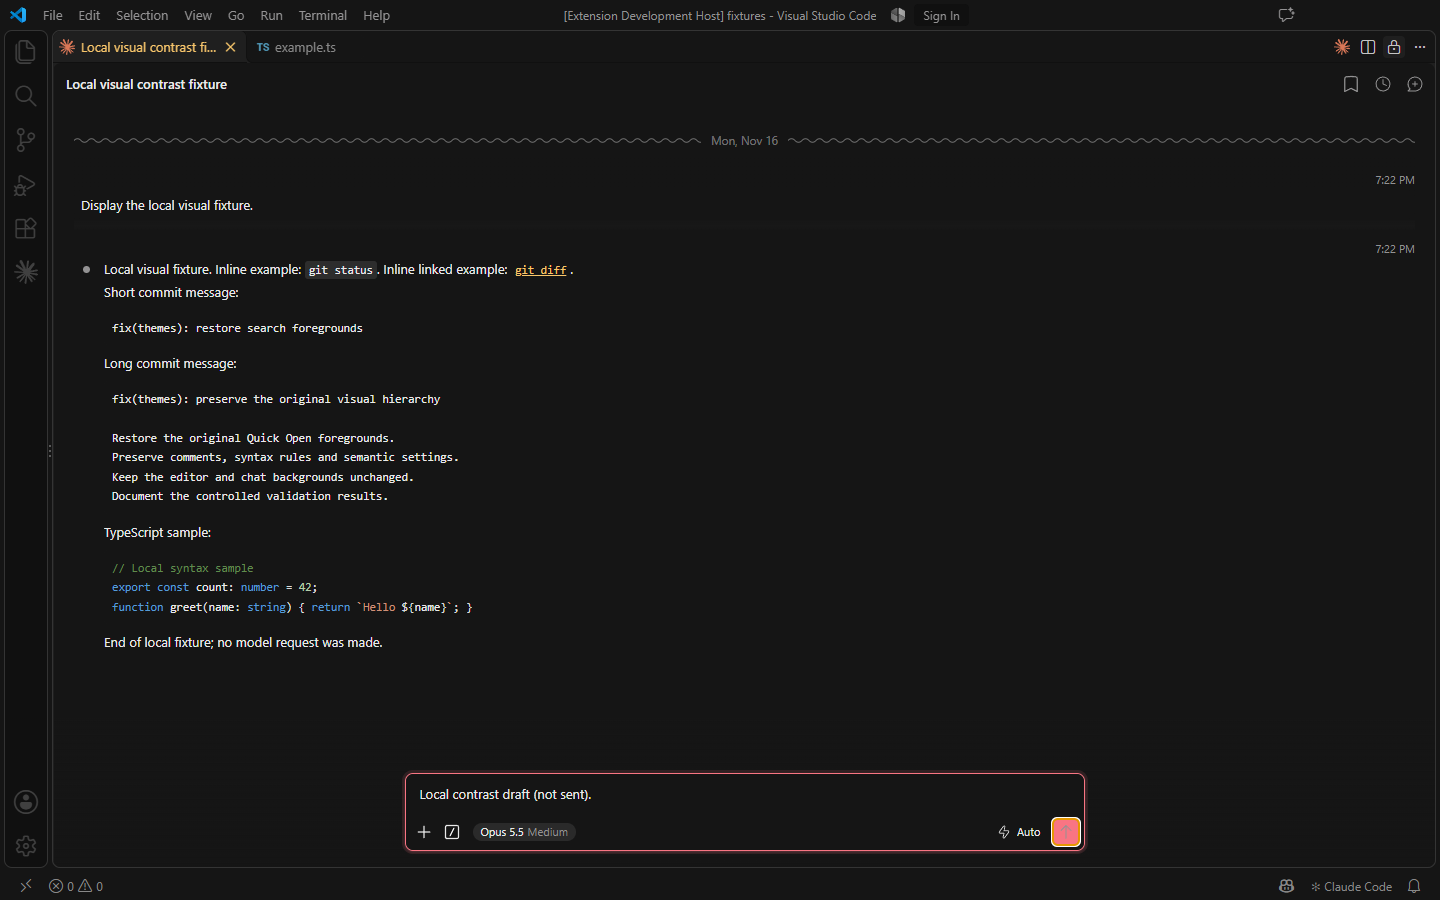 File Edit Selection View Go Run Terminal Help
[Extension Development Host] fixtures - Visual Studio Code
Sign In
Local visual contrast fi...
TS example.ts
Local visual contrast fixture
Mon, Nov 16
7:22 PM
Display the local visual fixture.
7:22 PM
Local visual fixture. Inline example: git status. Inline linked example: git diff.
Short commit message:
fix(themes): restore search foregrounds
Long commit message:
fix(themes): preserve the original visual hierarchy
Restore the original Quick Open foregrounds.
Preserve comments, syntax rules and semantic settings.
Keep the editor and chat backgrounds unchanged.
Document the controlled validation results.
TypeScript sample:
// Local syntax sample
export const count: number = 42;
function greet(name: string) { return `Hello ${name}`; }
End of local fixture; no model request was made.
Local contrast draft (not sent).
Opus 5.5 Medium
Auto
0 0
Claude Code